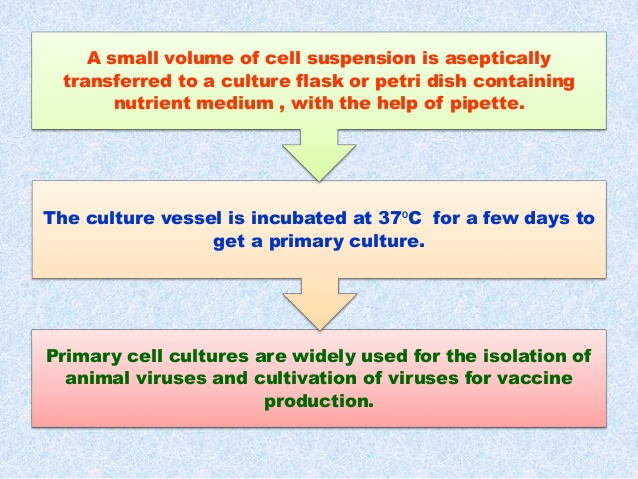 A small volume of cell suspension is aseptically
transferred to a culture flask or petri dish containing
nutrient medium , with the help of pipette.
The culture vessel is incubated at 37⁰C for a few days to
get a primary culture.
Primary cell cultures are widely used for the isolation of
animal viruses and cultivation of viruses for vaccine
production.